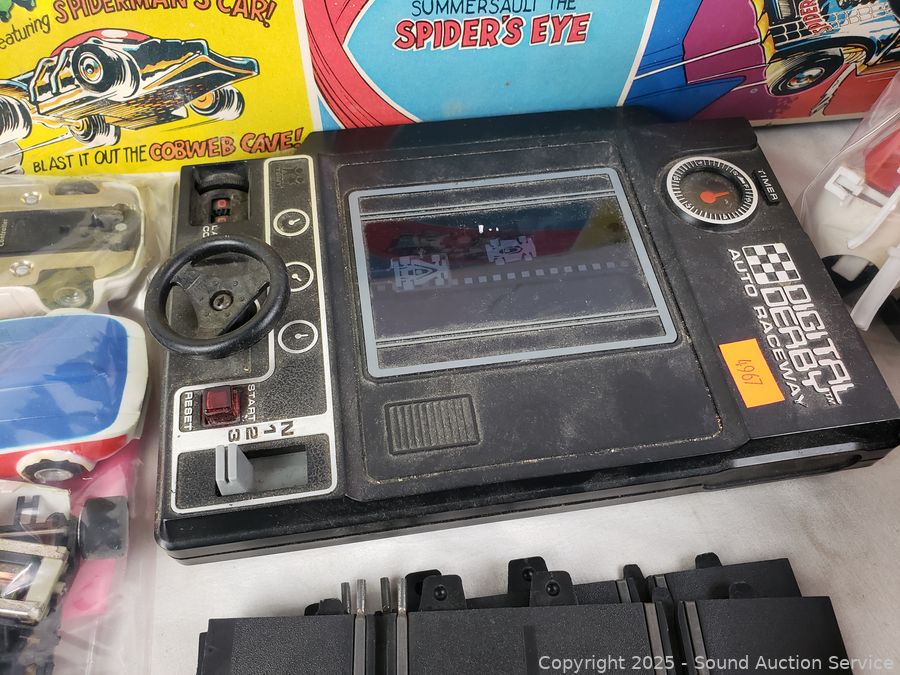 featuring SPIDERMAN'S CAR!
SUMMERSAULT THE
SPIDER'S EYE
BLAST IT OUT THE COBWEB CAVE!
TIMER
DIGITAL
DERBY™
AUTO RACEWAY
4967
START
RESET
N 1 2 3
Copyright 2025 - Sound Auction Service